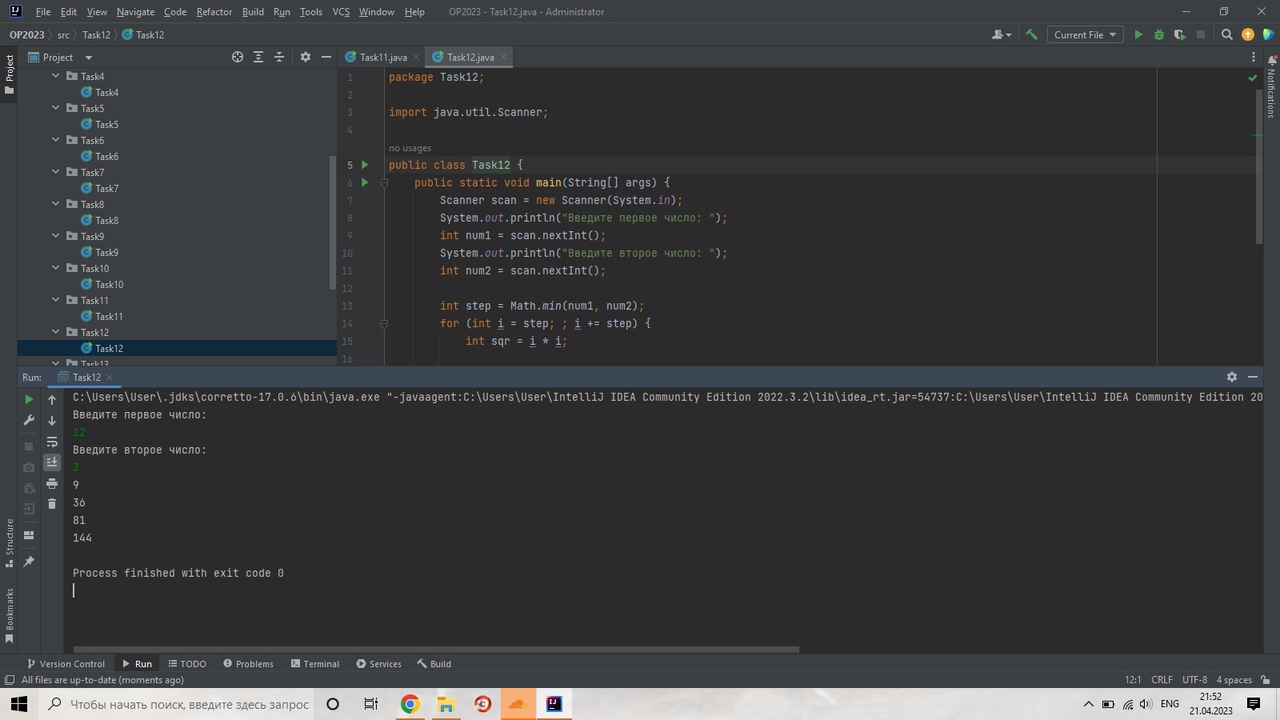 File Edit View Navigate Code Refactor Build Run Tools VCS Window Help OP2023 - Task12.java - Administrator
OP2023 src Task12 Task12 Current File
Project Task11.java Task12.java
Project
Notifications
Task4
Task4
Task5
Task5
Task6
Task6
Task7
Task7
Task8
Task8
Task9
Task9
Task10
Task10
Task11
Task11
Task12
Task12
Task13
1 package Task12;
2
3 import java.util.Scanner;
4
no usages
5 public class Task12 {
6 public static void main(String[] args) {
7 Scanner scan = new Scanner(System.in);
8 System.out.println("Введите первое число: ");
9 int num1 = scan.nextInt();
10 System.out.println("Введите второе число: ");
11 int num2 = scan.nextInt();
12
13 int step = Math.min(num1, num2);
14 for (int i = step; ; i += step) {
15 int sqr = i * i;
16
Run: Task12
C:\Users\User\.jdks\corretto-17.0.6\bin\java.exe "-javaagent:C:\Users\User\IntelliJ IDEA Community Edition 2022.3.2\lib\idea_rt.jar=54737:C:\Users\User\IntelliJ IDEA Community Edition 20
Введите первое число:
12
Введите второе число:
3
9
36
81
144
Process finished with exit code 0
Structure
Bookmarks
Version Control Run TODO Problems Terminal Services Build
All files are up-to-date (moments ago) 12:1 CRLF UTF-8 4 spaces
Чтобы начать поиск, введите здесь запрос ENG 21:52
21.04.2023